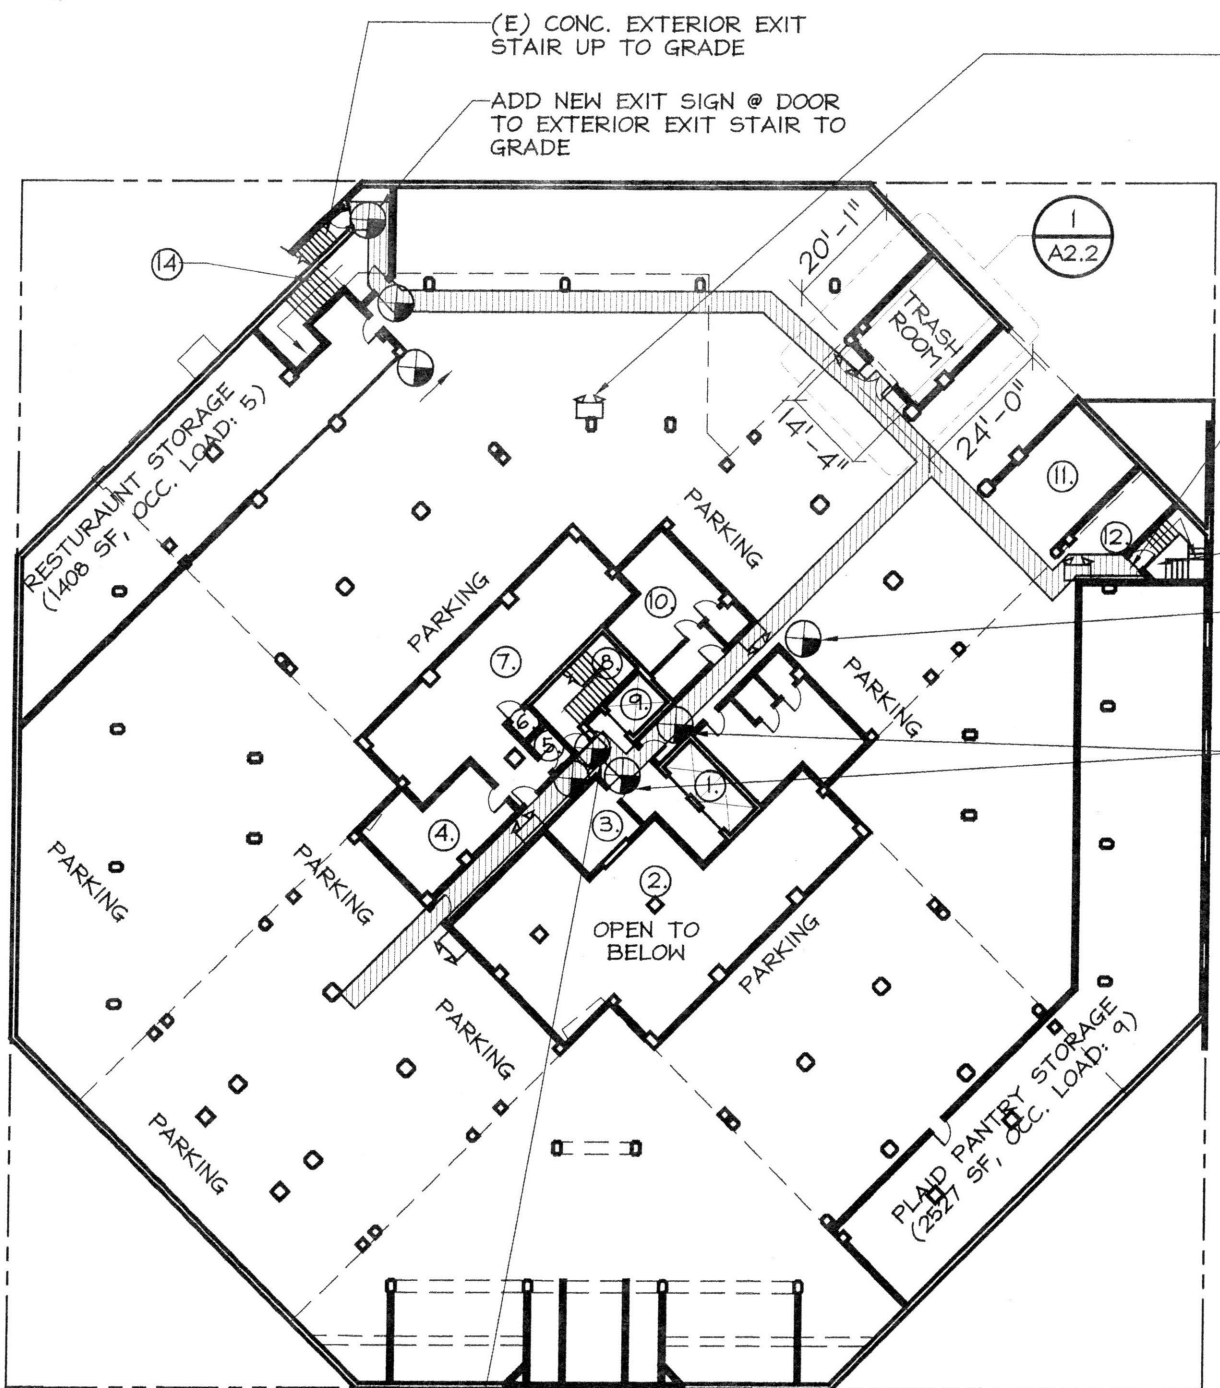 (E) CONC. EXTERIOR EXIT
STAIR UP TO GRADE
ADD NEW EXIT SIGN @ DOOR
TO EXTERIOR EXIT STAIR TO
GRADE
1
A2.2
20'-1"
14
TRASH
ROOM
24'-0"
14'-4"
RESTURAUNT STORAGE
(1408 SF, OCC. LOAD: 5)
11.
12.
PARKING
PARKING
10.
7.
8.
9.
6
5.
PARKING
1.
4.
3.
2.
OPEN TO
BELOW
PARKING
PARKING
PARKING
PARKING
PARKING
PLAID PANTRY STORAGE
(2527 SF, OCC. LOAD: 9)